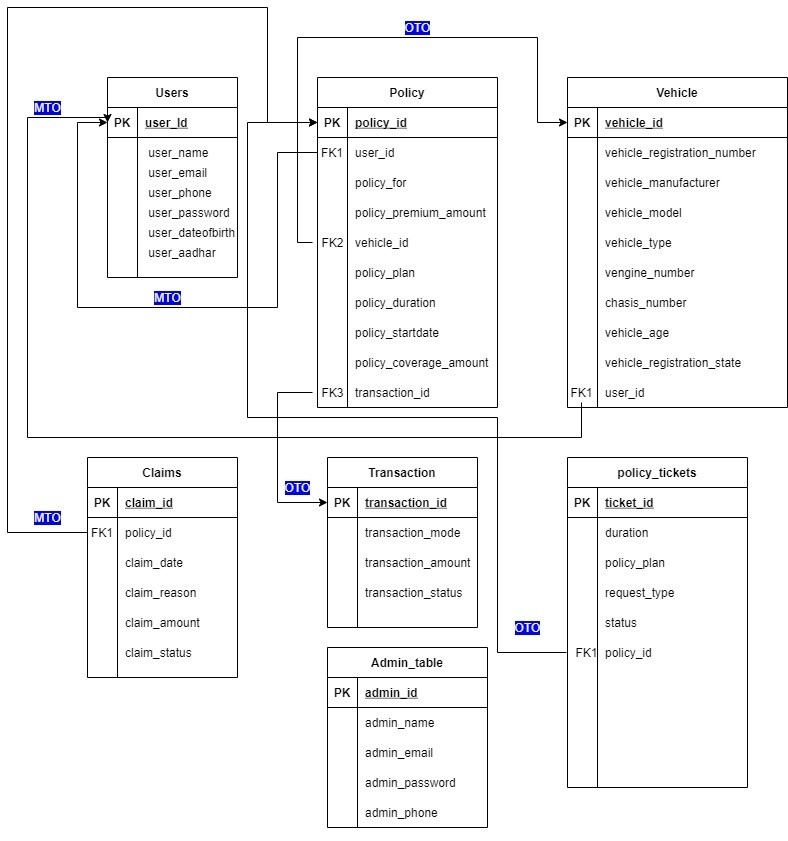 OTO
MTO
Users
PK user_Id
user_name
user_email
user_phone
user_password
user_dateofbirth
user_aadhar
MTO
Policy
PK policy_id
FK1 user_id
policy_for
policy_premium_amount
FK2 vehicle_id
policy_plan
policy_duration
policy_startdate
policy_coverage_amount
FK3 transaction_id
Vehicle
PK vehicle_id
vehicle_registration_number
vehicle_manufacturer
vehicle_model
vehicle_type
vengine_number
chasis_number
vehicle_age
vehicle_registration_state
FK1 user_id
MTO
Claims
PK claim_id
FK1 policy_id
claim_date
claim_reason
claim_amount
claim_status
OTO
Transaction
PK transaction_id
transaction_mode
transaction_amount
transaction_status
policy_tickets
PK ticket_id
duration
policy_plan
request_type
status
FK1 policy_id
OTO
Admin_table
PK admin_id
admin_name
admin_email
admin_password
admin_phone